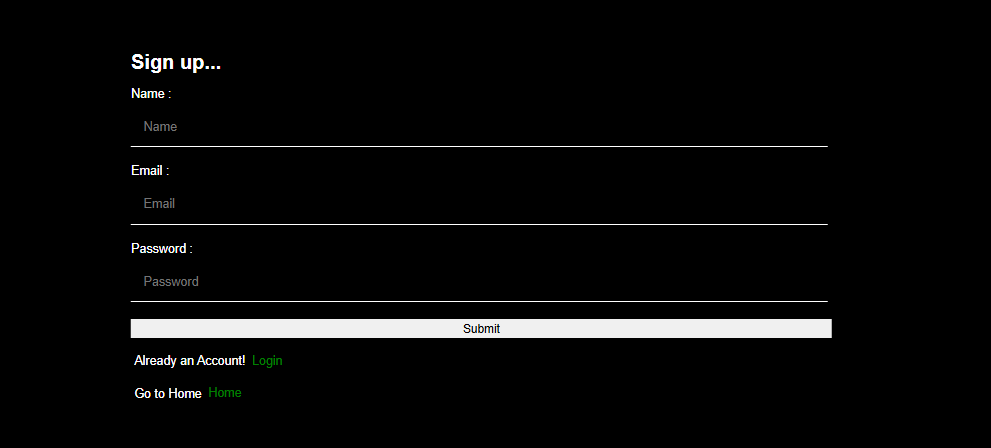 Sign up...
Name :
Name
Email :
Email
Password :
Password
Submit
Already an Account! Login
Go to Home Home